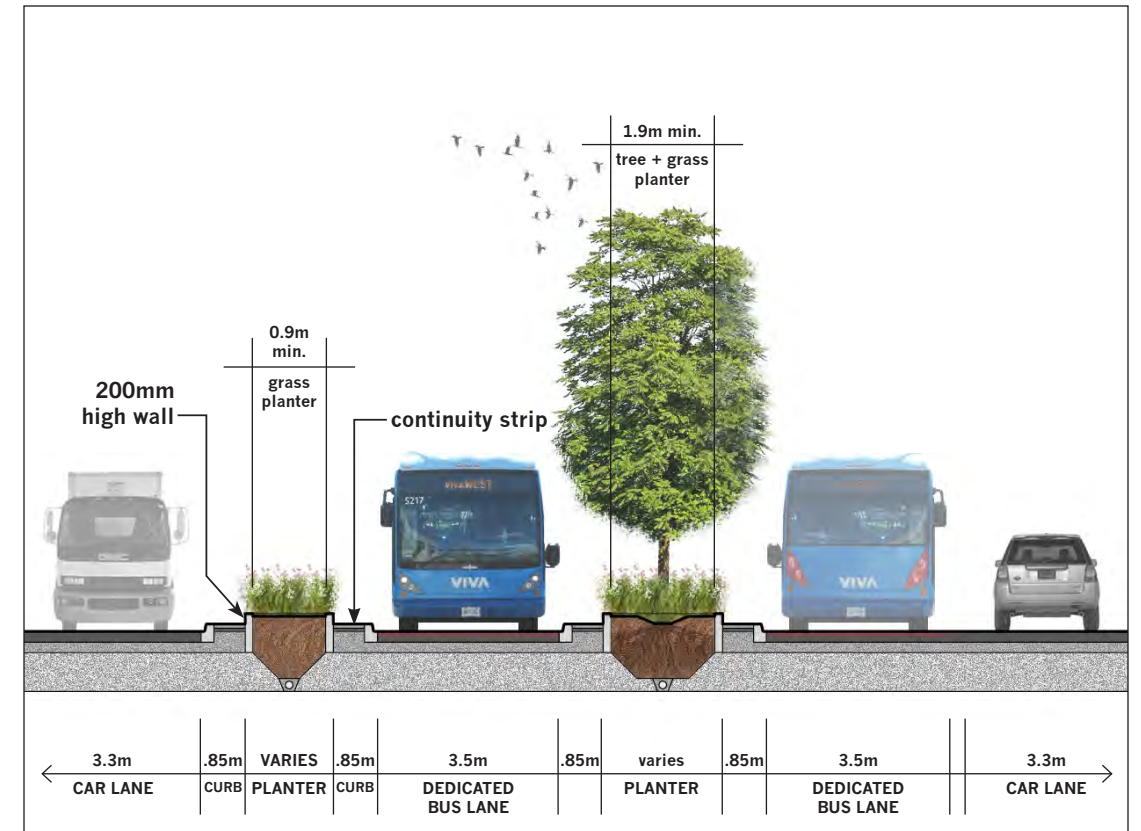 1.9m min.
tree + grass
planter
0.9m
min.
grass
planter
200mm
high wall
continuity strip
vivaWEST
5217
VIVA
VIVA
3.3m
CAR LANE
.85m
CURB
VARIES
PLANTER
.85m
CURB
3.5m
DEDICATED
BUS LANE
.85m
varies
PLANTER
.85m
3.5m
DEDICATED
BUS LANE
3.3m
CAR LANE